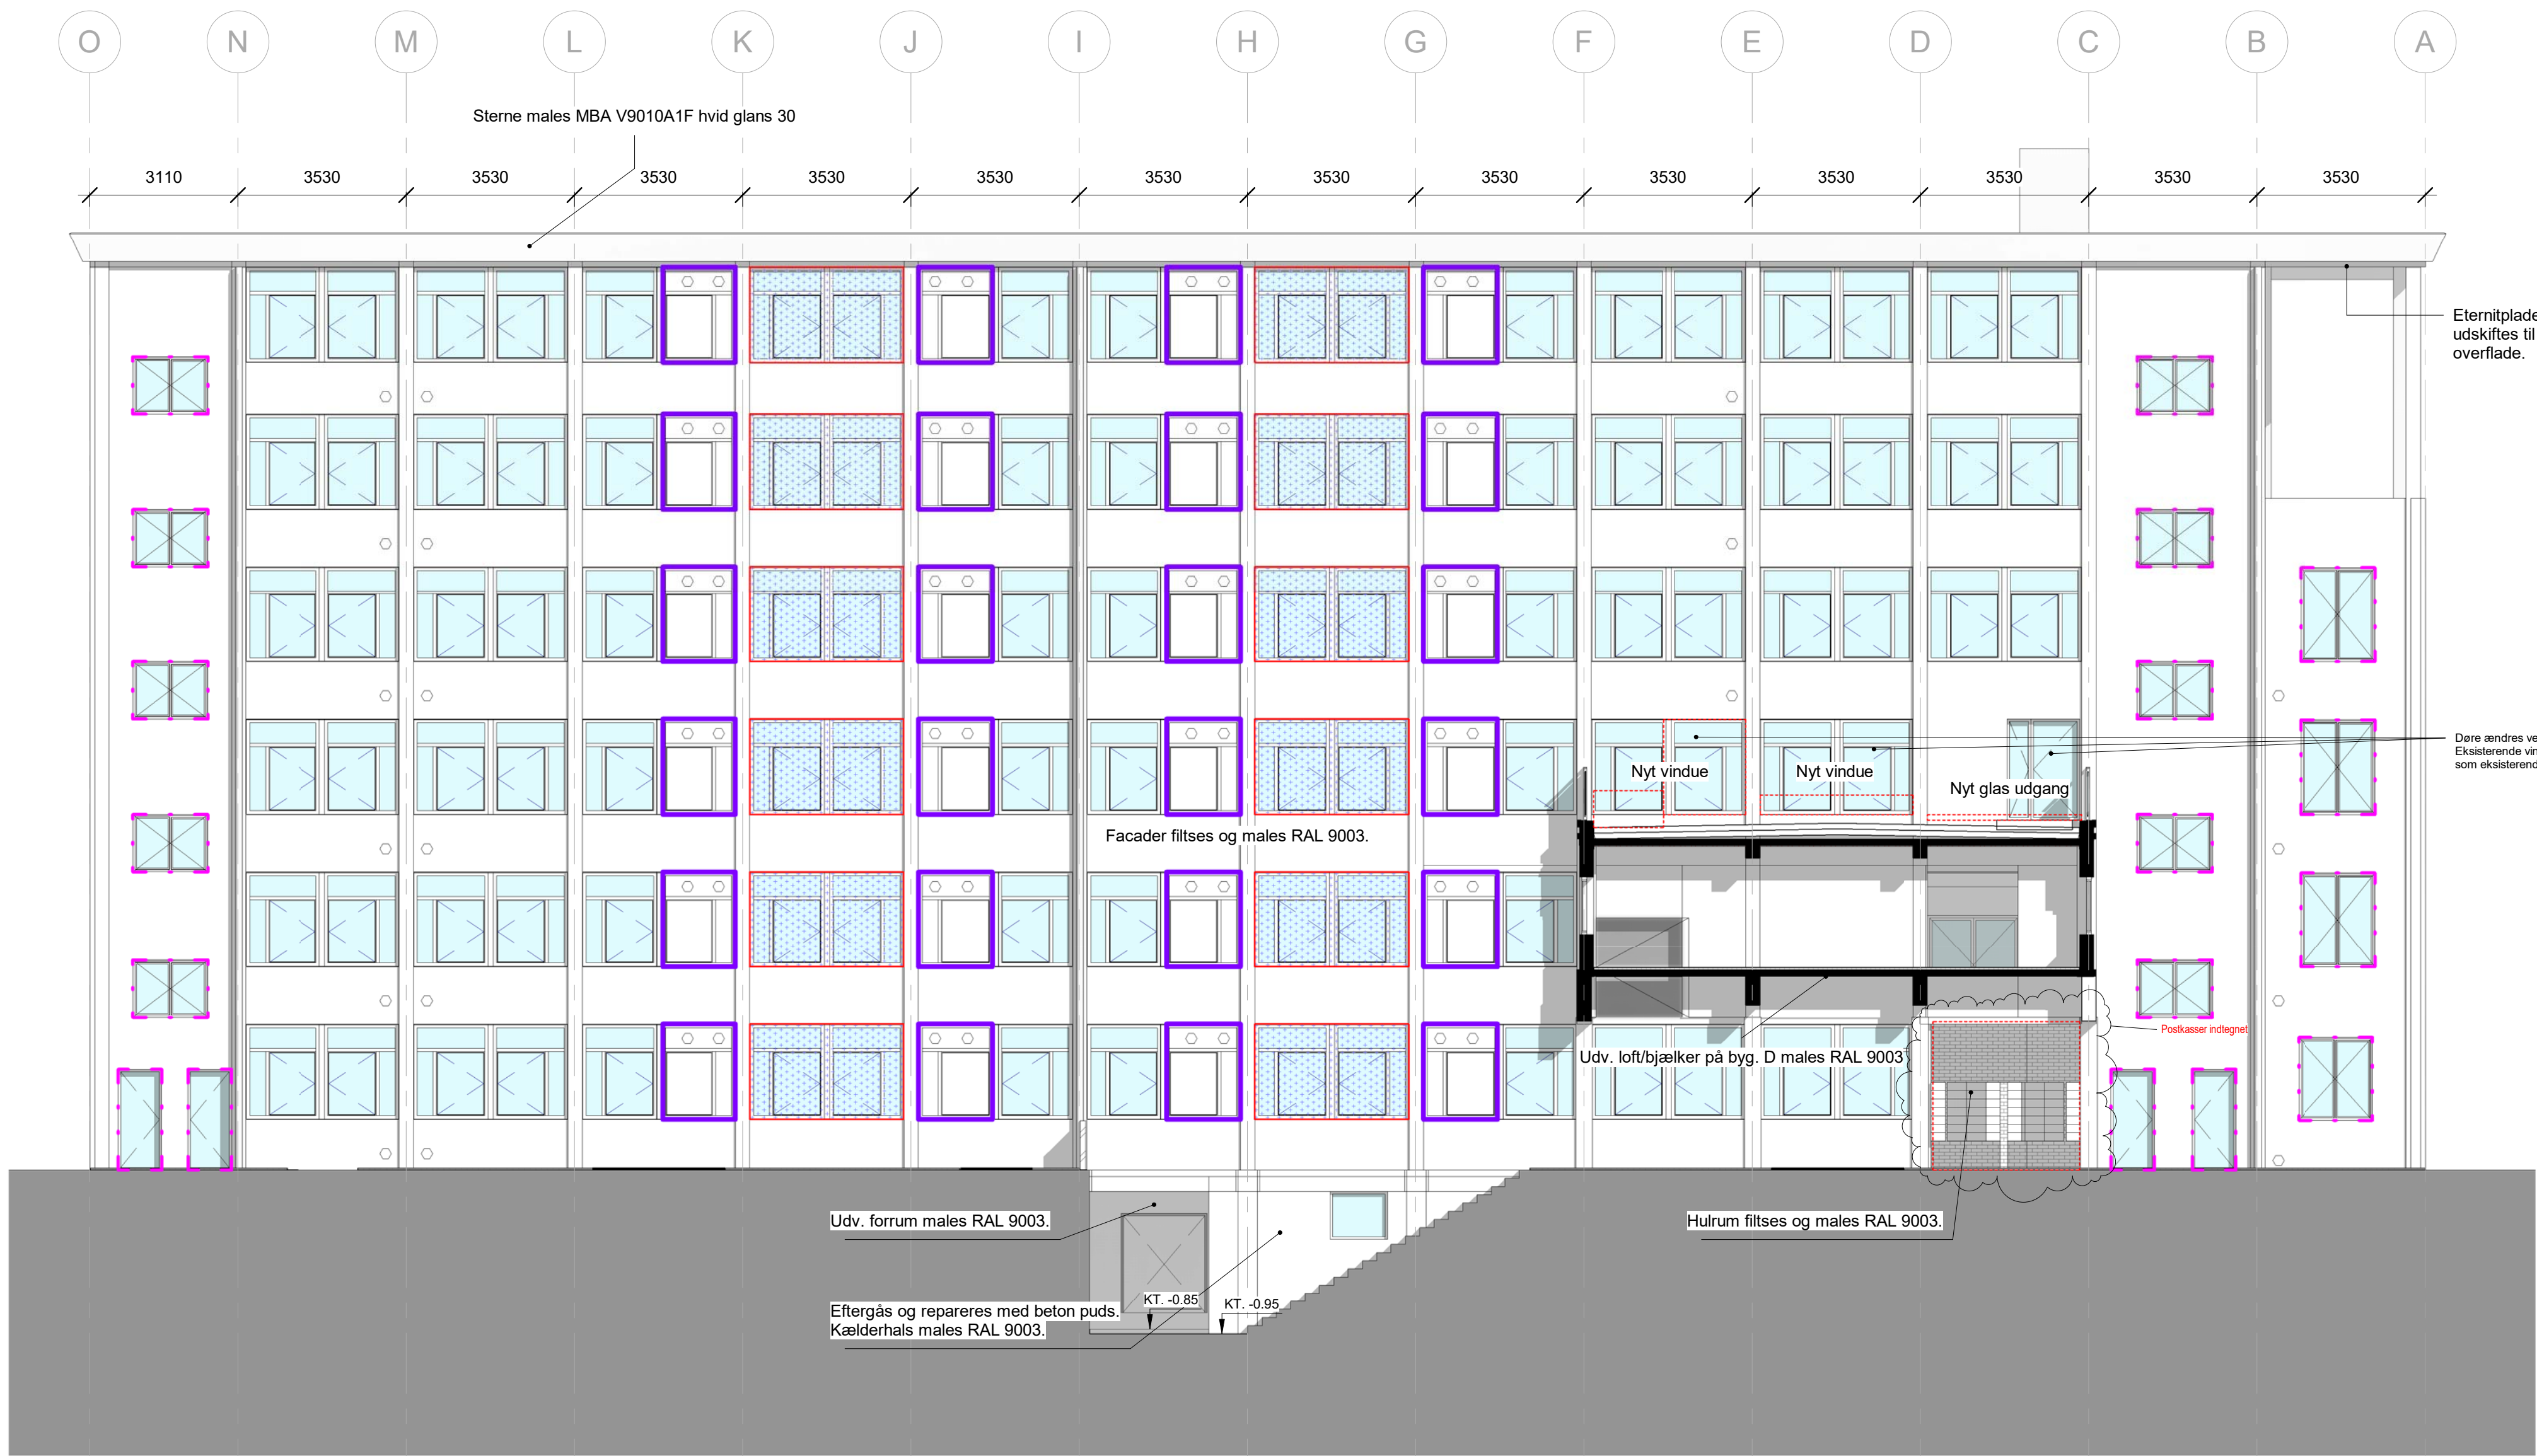 O N M L K J I H G F E D C B A
Sterne males MBA V9010A1F hvid glans 30
3110 3530 3530 3530 3530 3530 3530 3530 3530 3530 3530 3530 3530 3530
Eternitplade
udskiftes til
overflade.
Døre ændres ve
Eksisterende vin
som eksisterend
Nyt vindue
Nyt vindue
Nyt glas udgang
Facader filtses og males RAL 9003.
Postkasser indtegnet
Udv. loft/bjælker på byg. D males RAL 9003
Udv. forrum males RAL 9003.
Hulrum filtses og males RAL 9003.
KT. -0.85
KT. -0.95
Eftergås og repareres med beton puds.
Kælderhals males RAL 9003.